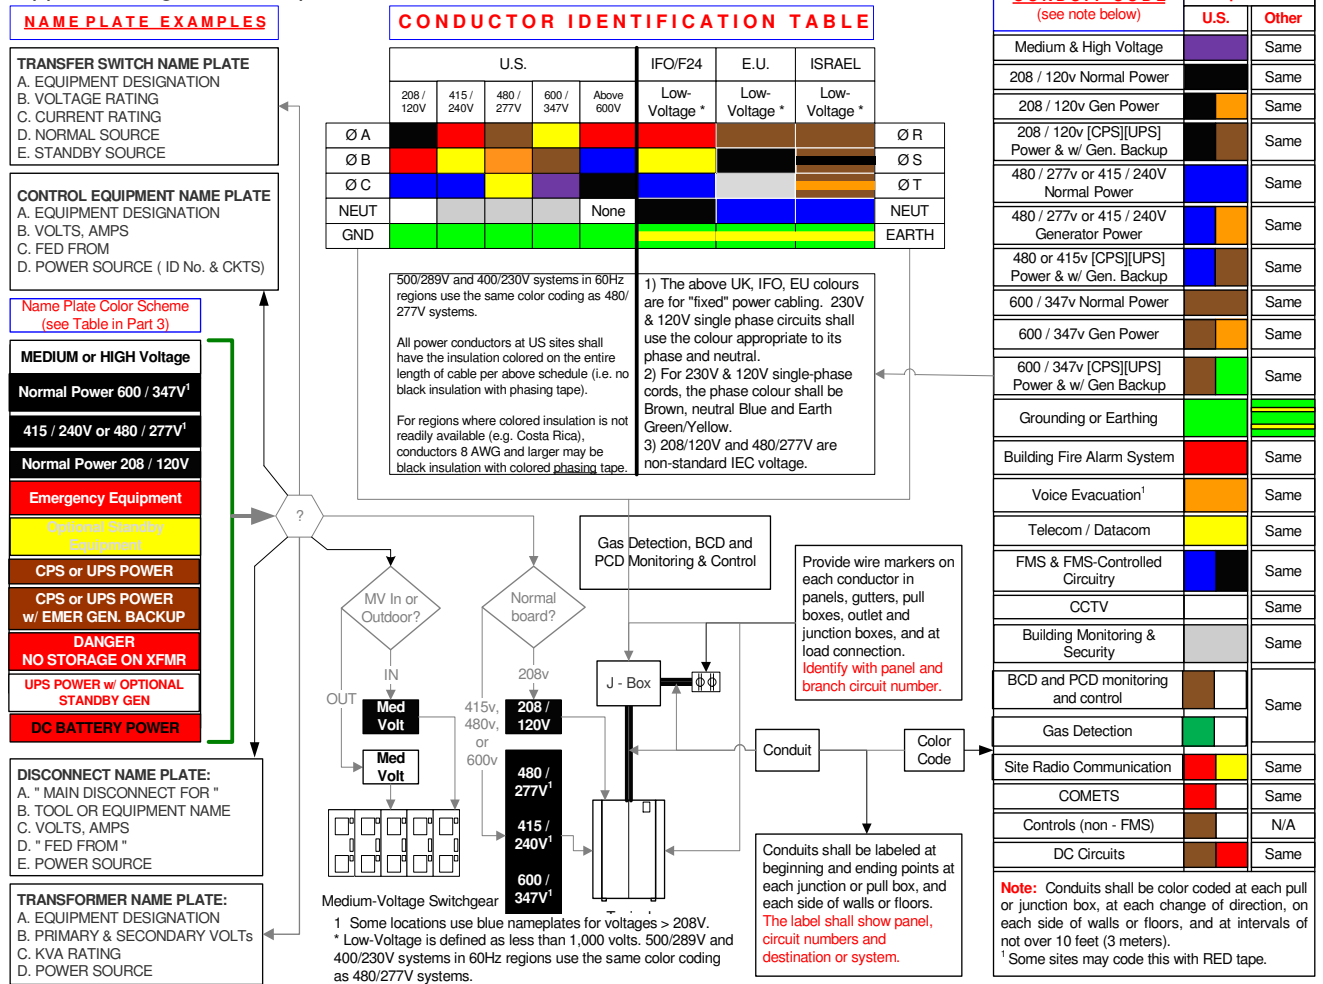 NAME PLATE EXAMPLES
TRANSFER SWITCH NAME PLATE
A. EQUIPMENT DESIGNATION
B. VOLTAGE RATING
C. CURRENT RATING
D. NORMAL SOURCE
E. STANDBY SOURCE
CONTROL EQUIPMENT NAME PLATE
A. EQUIPMENT DESIGNATION
B. VOLTS, AMPS
C. FED FROM
D. POWER SOURCE ( ID No. & CKTS)
Name Plate Color Scheme
(see Table in Part 3)
MEDIUM or HIGH Voltage
Normal Power 600 / 347V1
415 / 240V or 480 / 277V1
Normal Power 208 / 120V
Emergency Equipment
Optional Standby
Equipment
CPS or UPS POWER
CPS or UPS POWER
w/ EMER GEN. BACKUP
DANGER
NO STORAGE ON XFMR
UPS POWER w/ OPTIONAL
STANDBY GEN
DC BATTERY POWER
DISCONNECT NAME PLATE:
A. " MAIN DISCONNECT FOR "
B. TOOL OR EQUIPMENT NAME
C. VOLTS, AMPS
D. " FED FROM "
E. POWER SOURCE
TRANSFORMER NAME PLATE:
A. EQUIPMENT DESIGNATION
B. PRIMARY & SECONDARY VOLTs
C. KVA RATING
D. POWER SOURCE
CONDUCTOR IDENTIFICATION TABLE
U.S. IFO/F24 E.U. ISRAEL
208 / 120V 415 / 240V 480 / 277V 600 / 347V Above 600V Low-Voltage * Low-Voltage * Low-Voltage *
Ø A Ø R
Ø B Ø S
Ø C Ø T
NEUT None NEUT
GND EARTH
500/289V and 400/230V systems in 60Hz
regions use the same color coding as 480/
277V systems.
All power conductors at US sites shall
have the insulation colored on the entire
length of cable per above schedule (i.e. no
black insulation with phasing tape).
For regions where colored insulation is not
readily available (e.g. Costa Rica),
conductors 8 AWG and larger may be
black insulation with colored phasing tape.
1) The above UK, IFO, EU colours
are for "fixed" power cabling. 230V
& 120V single phase circuits shall
use the colour appropriate to its
phase and neutral.
2) For 230V & 120V single-phase
cords, the phase colour shall be
Brown, neutral Blue and Earth
Green/Yellow.
3) 208/120V and 480/277V are
non-standard IEC voltage.
?
MV In or
Outdoor?
Normal
board?
IN
OUT
208v
415v,
480v,
or
600v
Med
Volt
Med
Volt
208 /
120V
480 /
277V1
415 /
240V1
600 /
347V1
Gas Detection, BCD and
PCD Monitoring & Control
J - Box
Provide wire markers on
each conductor in
panels, gutters, pull
boxes, outlet and
junction boxes, and at
load connection.
Identify with panel and
branch circuit number.
Conduit
Color
Code
Conduits shall be labeled at
beginning and ending points at
each junction or pull box, and
each side of walls or floors.
The label shall show panel,
circuit numbers and
destination or system.
Medium-Voltage Switchgear
1 Some locations use blue nameplates for voltages > 208V.
* Low-Voltage is defined as less than 1,000 volts. 500/289V and
400/230V systems in 60Hz regions use the same color coding
as 480/277V systems.
CONDUIT CODE
(see note below)
U.S. Other
Medium & High Voltage Same
208 / 120v Normal Power Same
208 / 120v Gen Power Same
208 / 120v [CPS][UPS]
Power & w/ Gen. Backup Same
480 / 277v or 415 / 240V
Normal Power Same
480 / 277v or 415 / 240V
Generator Power Same
480 or 415v [CPS][UPS]
Power & w/ Gen. Backup Same
600 / 347v Normal Power Same
600 / 347v Gen Power Same
600 / 347v [CPS][UPS]
Power & w/ Gen Backup Same
Grounding or Earthing
Building Fire Alarm System Same
Voice Evacuation1 Same
Telecom / Datacom Same
FMS & FMS-Controlled
Circuitry Same
CCTV Same
Building Monitoring &
Security Same
BCD and PCD monitoring
and control Same
Gas Detection
Site Radio Communication Same
COMETS Same
Controls (non - FMS) N/A
DC Circuits Same
Note: Conduits shall be color coded at each pull
or junction box, at each change of direction, on
each side of walls or floors, and at intervals of
not over 10 feet (3 meters).
1 Some sites may code this with RED tape.